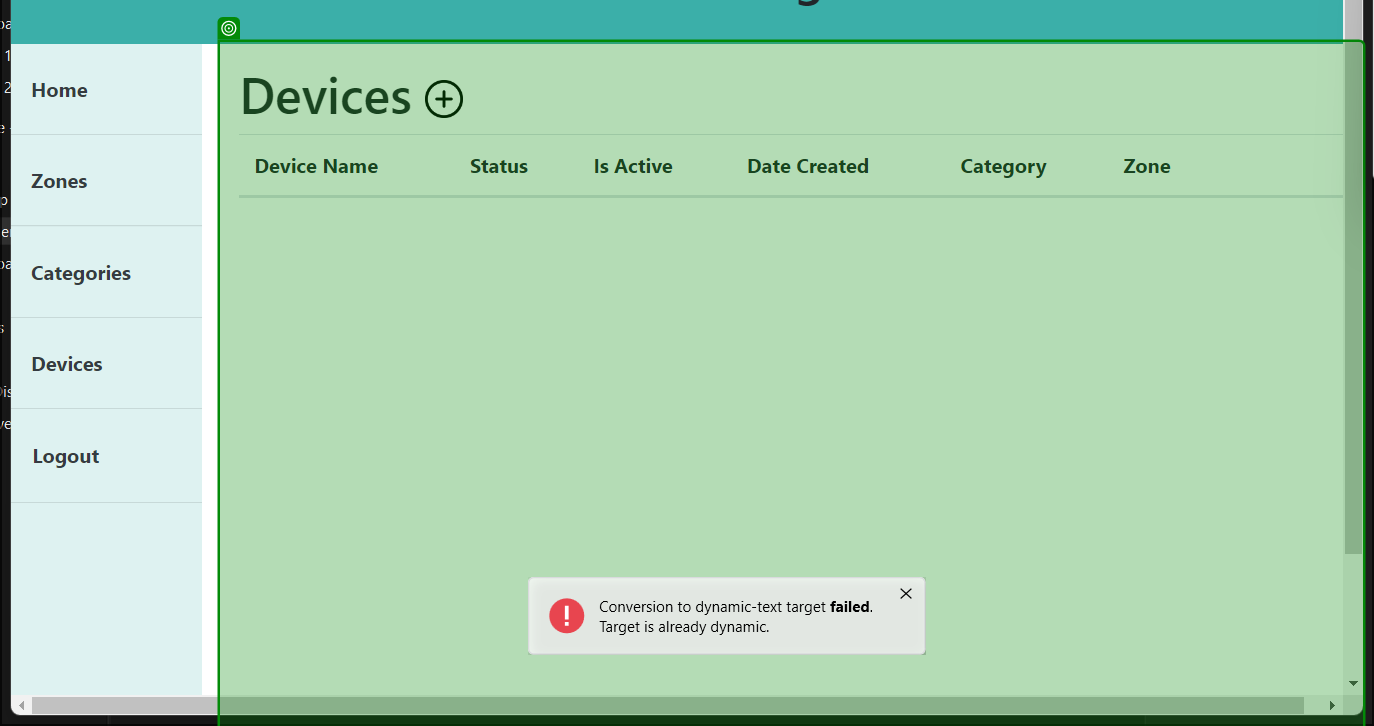 Home
Zones
Categories
Devices
Logout
Devices
Device Name Status Is Active Date Created Category Zone
Conversion to dynamic-text target failed.
Target is already dynamic.